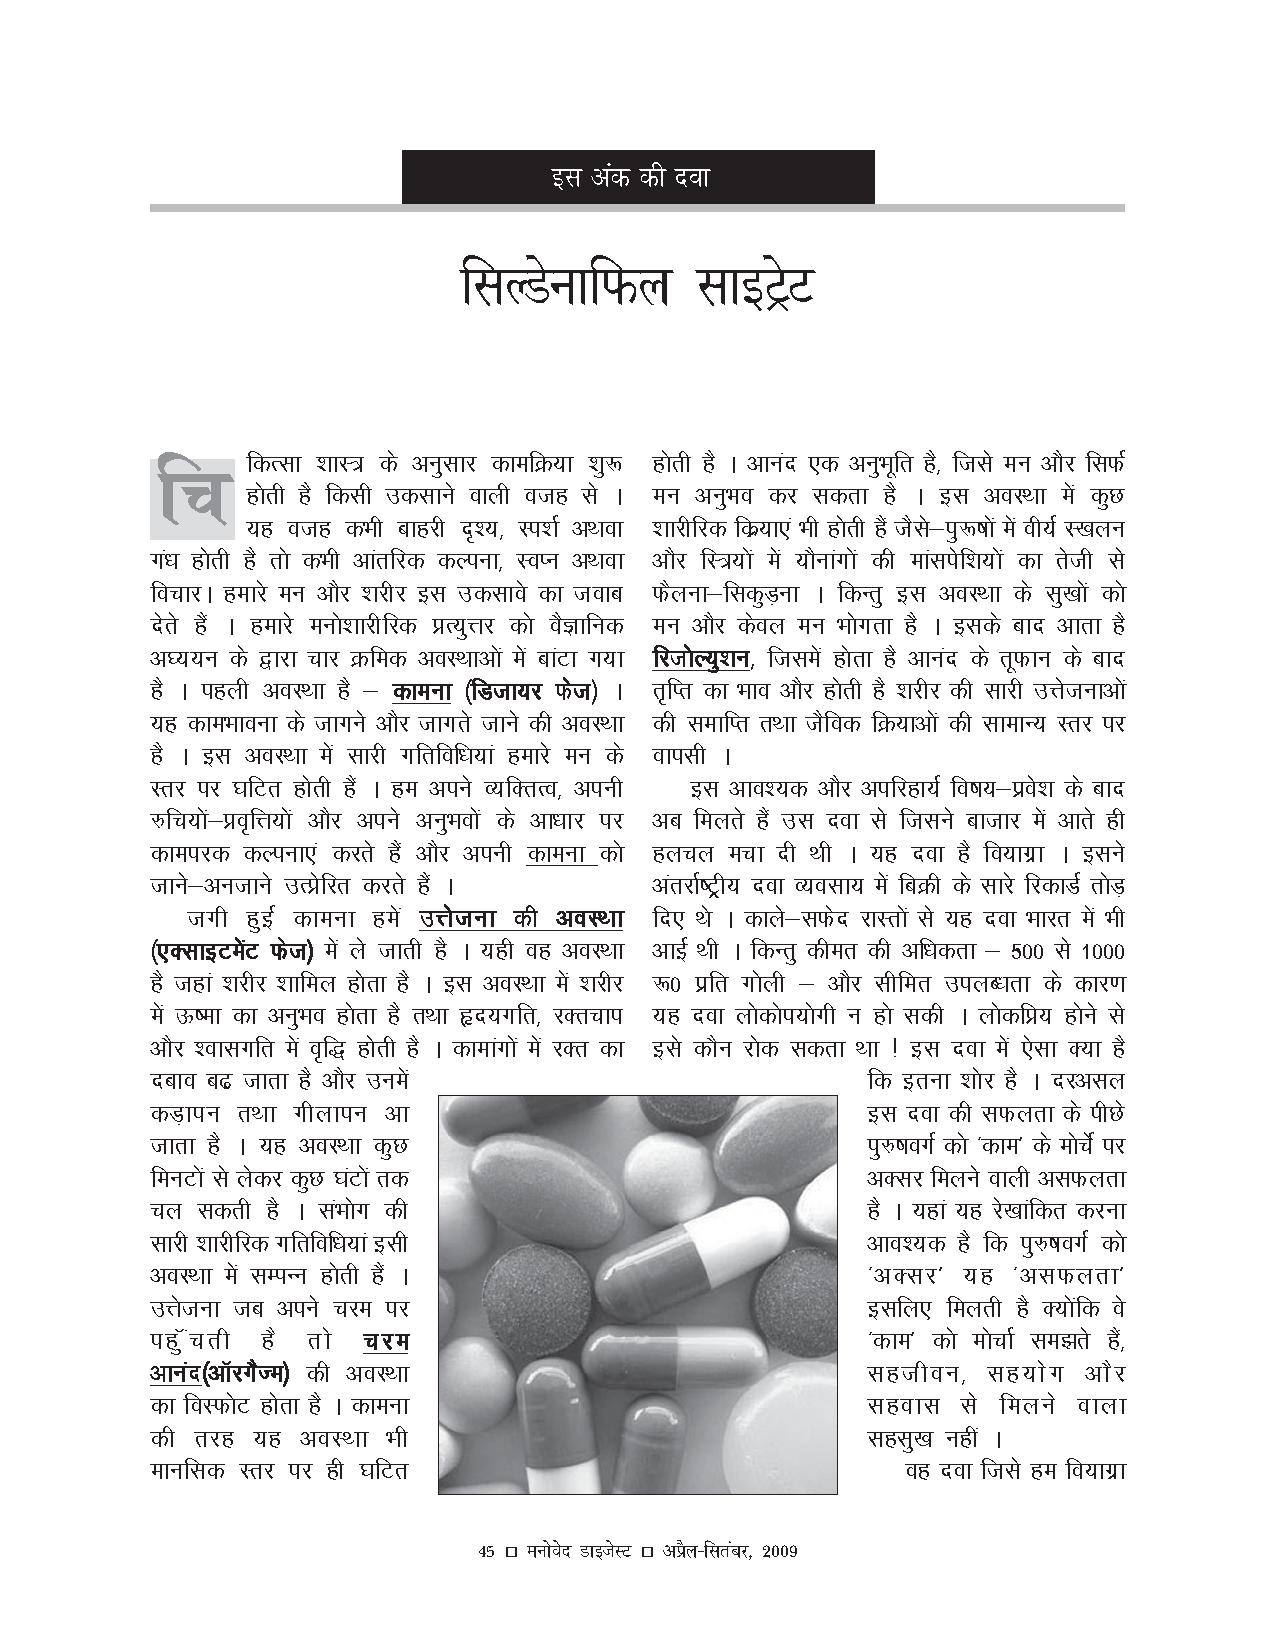 इस अंक की दवा
सिल्डेनाफिल साइट्रेट
चिकित्सा शास्त्र के अनुसार कामक्रिया शुरू
होती है किसी उकसाने वाली वजह से ।
यह वजह कभी बाहरी दृश्य, स्पर्श अथवा
गंध होती है तो कभी आंतरिक कल्पना, स्वप्न अथवा
विचार। हमारे मन और शरीर इस उकसावे का जवाब
देते हैं । हमारे मनोशारीरिक प्रत्युत्तर को वैज्ञानिक
अघ्ययन के द्वारा चार क्रमिक अवस्थाओं में बांटा गया
है । पहली अवस्था है – कामना (डिजायर फेज) ।
यह कामभावना के जागने और जागते जाने की अवस्था
है । इस अवस्था में सारी गतिविधियां हमारे मन के
स्तर पर घटित होती हैं । हम अपने व्यक्तित्व, अपनी
रुचियों–प्रवृत्तियों और अपने अनुभवों के आधार पर
कामपरक कल्पनाएं करते हैं और अपनी कामना को
जाने–अनजाने उत्प्रेरित करते हैं ।
जगी हुई कामना हमें उत्तेजना की अवस्था
(एक्साइटमेंट फेज) में ले जाती है । यही वह अवस्था
है जहां शरीर शामिल होता है । इस अवस्था में शरीर
में ऊष्मा का अनुभव होता है तथा हृदयगति, रक्तचाप
और श्वासगति में वृद्धि होती है । कामांगों में रक्त का
दबाव बढ जाता है और उनमें
कड़ापन तथा गीलापन आ
जाता है । यह अवस्था कुछ
मिनटों से लेकर कुछ घंटों तक
चल सकती है । संभोग की
सारी शारीरिक गतिविधियां इसी
अवस्था में सम्पन्न होती हैं ।
उत्तेजना जब अपने चरम पर
पहुँचती है तो चरम
आनंद(ऑरगैज्म) की अवस्था
का विस्फोट होता है । कामना
की तरह यह अवस्था भी
मानसिक स्तर पर ही घटित
होती है । आनंद एक अनुभूति है, जिसे मन और सिर्फ
मन अनुभव कर सकता है । इस अवस्था में कुछ
शारीरिक क्रियाएं भी होती हैं जैसे–पुरूषों में वीर्य स्खलन
और स्त्रियों में यौनांगों की मांसपेशियों का तेजी से
फैलना–सिकुड़ना । किन्तु इस अवस्था के सुखों को
मन और केवल मन भोगता है । इसके बाद आता है
रिजोल्युशन, जिसमें होता है आनंद के तूफान के बाद
तृप्ति का भाव और होती है शरीर की सारी उत्तेजनाओं
की समाप्ति तथा जैविक क्रियाओं की सामान्य स्तर पर
वापसी ।
इस आवश्यक और अपरिहार्य विषय–प्रवेश के बाद
अब मिलते हैं उस दवा से जिसने बाजार में आते ही
हलचल मचा दी थी । यह दवा है वियाग्रा । इसने
अंतर्राष्ट्रीय दवा व्यवसाय में बिक्री के सारे रिकार्ड तोड़
दिए थे । काले–सफेद रास्तों से यह दवा भारत में भी
आई थी । किन्तु कीमत की अधिकता – 500 से 1000
रू0 प्रति गोली – और सीमित उपलब्धता के कारण
यह दवा लोकोपयोगी न हो सकी । लोकप्रिय होने से
इसे कौन रोक सकता था ! इस दवा में ऐसा क्या है
कि इतना शोर है । दरअसल
इस दवा की सफलता के पीछे
पुरुषवर्ग को ‘काम’ के मोर्चे पर
अक्सर मिलने वाली असफलता
है । यहां यह रेखांकित करना
आवश्यक है कि पुरुषवर्ग को
‘अक्सर’ यह ‘असफलता’
इसलिए मिलती है क्योंकि वे
‘काम’ को मोर्चा समझते हैं,
सहजीवन, सहयोग और
सहवास से मिलने वाला
सहसुख नहीं ।
वह दवा जिसे हम वियाग्रा
45 □ मनोवेद डाइजेस्ट □ अप्रैल-सितंबर, 2009